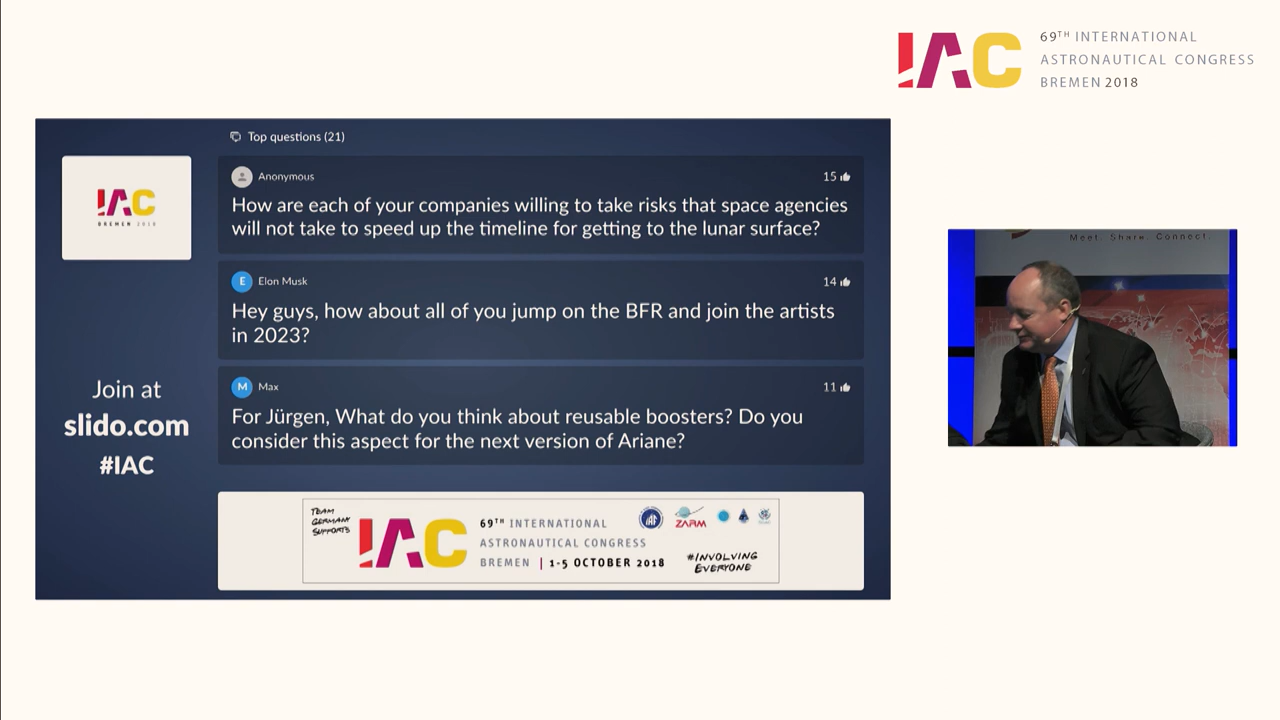 IAC
69TH INTERNATIONAL
ASTRONAUTICAL CONGRESS
BREMEN 2018
Top questions (21)
IAC
BREMEN 2018
Join at
slido.com
#IAC
Anonymous
15
How are each of your companies willing to take risks that space agencies
will not take to speed up the timeline for getting to the lunar surface?
E
Elon Musk
14
Hey guys, how about all of you jump on the BFR and join the artists
in 2023?
M
Max
11
For Jürgen, What do you think about reusable boosters? Do you
consider this aspect for the next version of Ariane?
TEAM
GERMANY
SUPPORTS
IAC
69TH INTERNATIONAL
ASTRONAUTICAL CONGRESS
BREMEN | 1-5 OCTOBER 2018
IAF
ZARM
#INVOLVING
EVERYONE
Meet. Share. Connect.